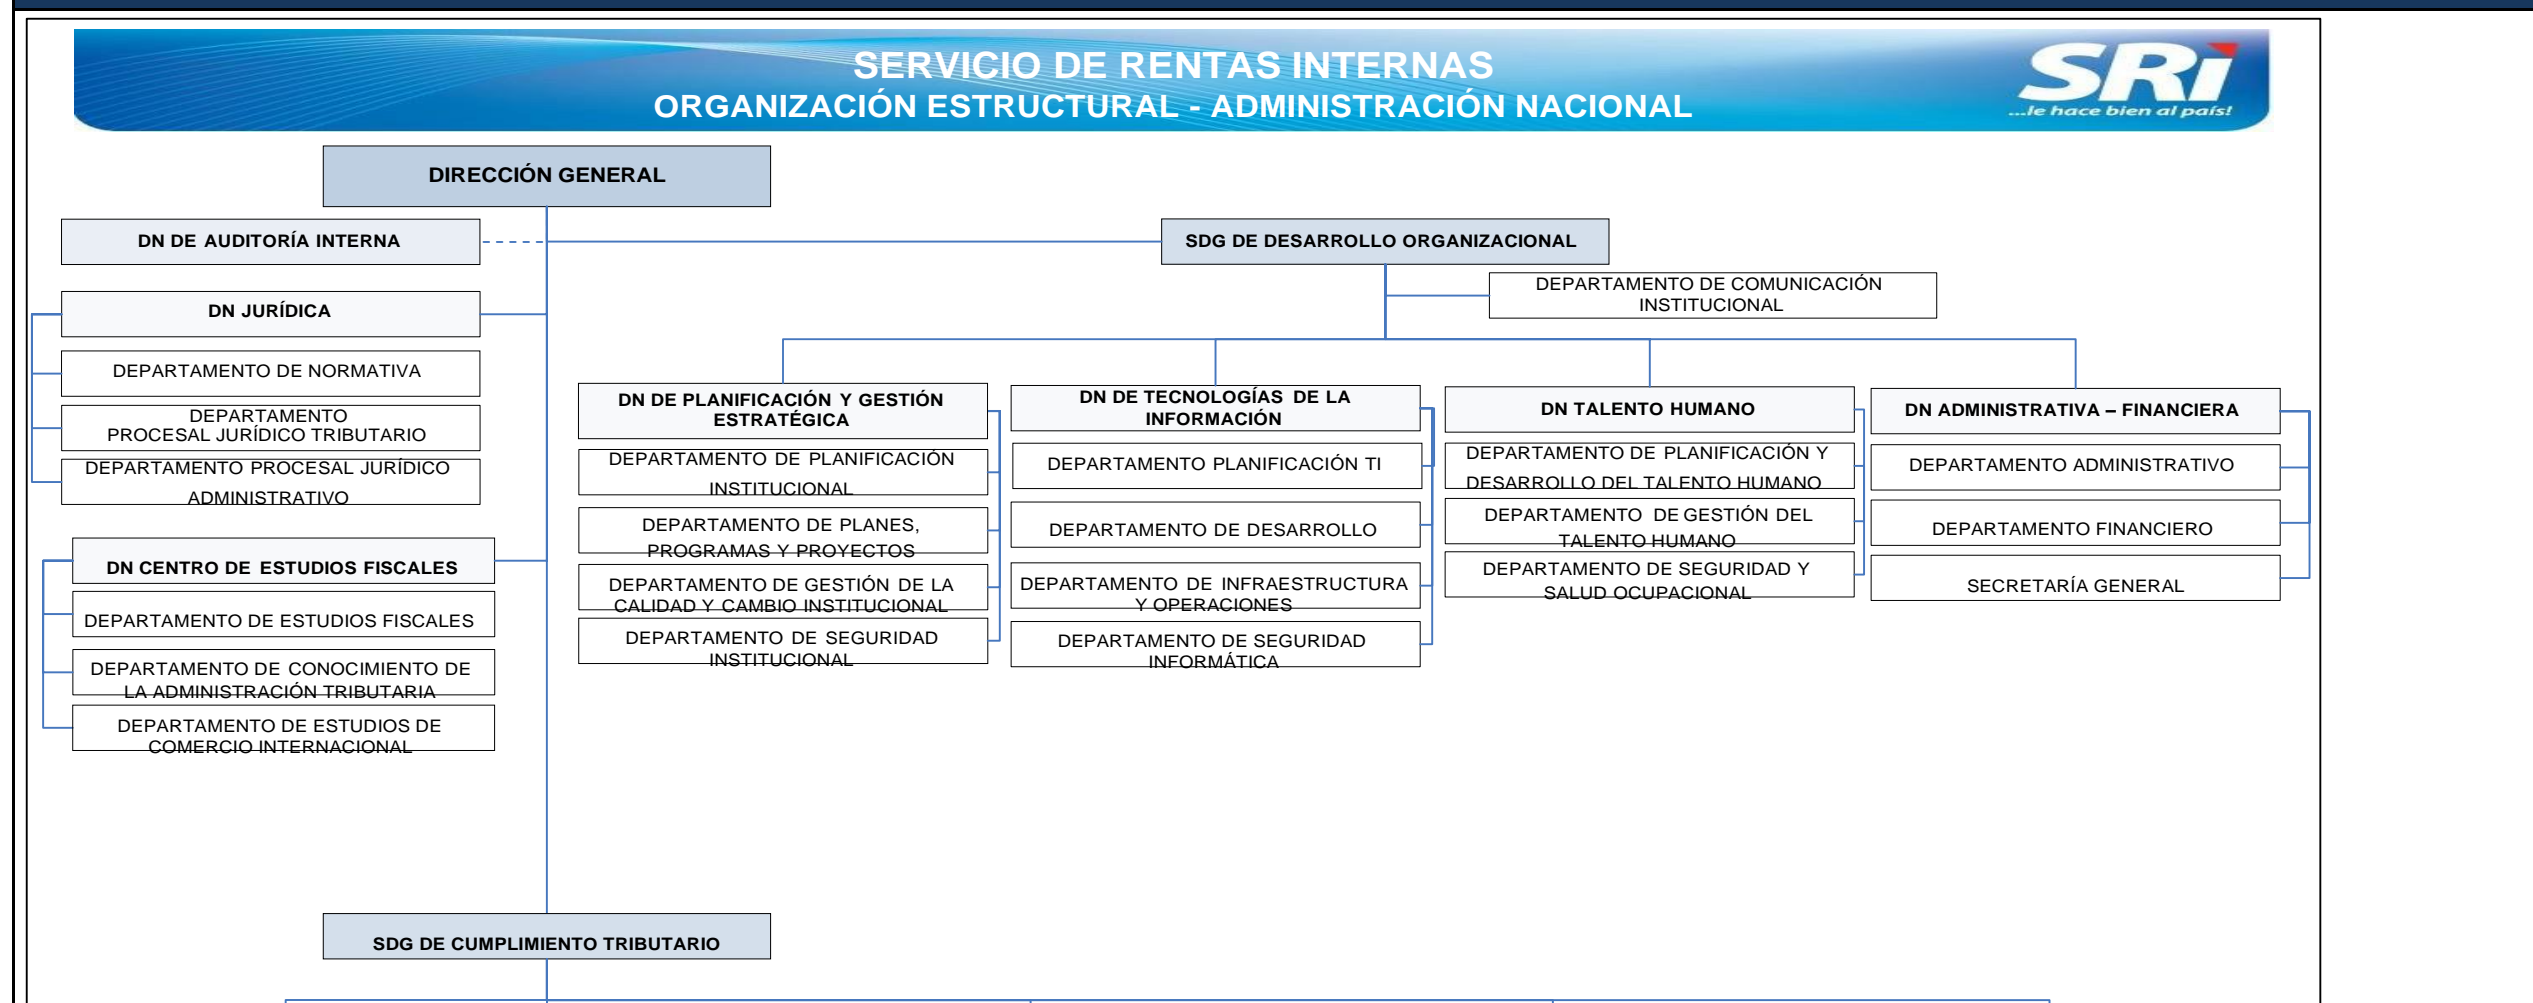 SERVICIO DE RENTAS INTERNAS
ORGANIZACIÓN ESTRUCTURAL - ADMINISTRACIÓN NACIONAL
SRi
...le hace bien al país!
DIRECCIÓN GENERAL
DN DE AUDITORÍA INTERNA
SDG DE DESARROLLO ORGANIZACIONAL
DEPARTAMENTO DE COMUNICACIÓN
INSTITUCIONAL
DN JURÍDICA
DEPARTAMENTO DE NORMATIVA
DEPARTAMENTO
PROCESAL JURÍDICO TRIBUTARIO
DEPARTAMENTO PROCESAL JURÍDICO
ADMINISTRATIVO
DN CENTRO DE ESTUDIOS FISCALES
DEPARTAMENTO DE ESTUDIOS FISCALES
DEPARTAMENTO DE CONOCIMIENTO DE
LA ADMINISTRACIÓN TRIBUTARIA
DEPARTAMENTO DE ESTUDIOS DE
COMERCIO INTERNACIONAL
DN DE PLANIFICACIÓN Y GESTIÓN
ESTRATÉGICA
DEPARTAMENTO DE PLANIFICACIÓN
INSTITUCIONAL
DEPARTAMENTO DE PLANES,
PROGRAMAS Y PROYECTOS
DEPARTAMENTO DE GESTIÓN DE LA
CALIDAD Y CAMBIO INSTITUCIONAL
DEPARTAMENTO DE SEGURIDAD
INSTITUCIONAL
DN DE TECNOLOGÍAS DE LA
INFORMACIÓN
DEPARTAMENTO PLANIFICACIÓN TI
DEPARTAMENTO DE DESARROLLO
DEPARTAMENTO DE INFRAESTRUCTURA
Y OPERACIONES
DEPARTAMENTO DE SEGURIDAD
INFORMÁTICA
DN TALENTO HUMANO
DEPARTAMENTO DE PLANIFICACIÓN Y
DESARROLLO DEL TALENTO HUMANO
DEPARTAMENTO DE GESTIÓN DEL
TALENTO HUMANO
DEPARTAMENTO DE SEGURIDAD Y
SALUD OCUPACIONAL
DN ADMINISTRATIVA – FINANCIERA
DEPARTAMENTO ADMINISTRATIVO
DEPARTAMENTO FINANCIERO
SECRETARÍA GENERAL
SDG DE CUMPLIMIENTO TRIBUTARIO